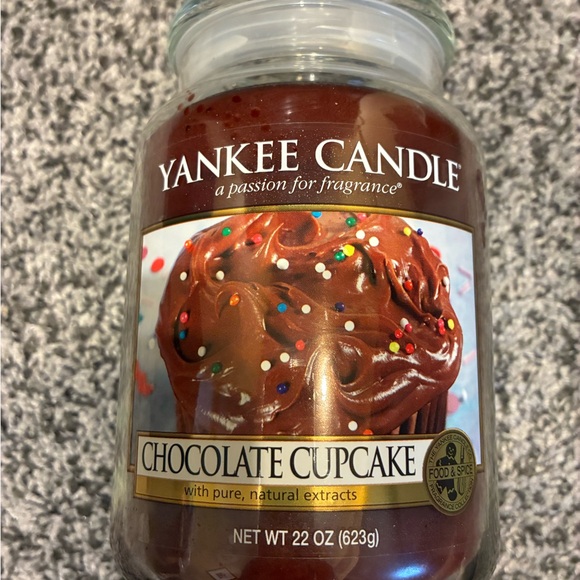 YANKEE CANDLE®
a passion for fragrance®
CHOCOLATE CUPCAKE
with pure, natural extracts
FOOD & SPICE
NET WT 22 OZ (623g)